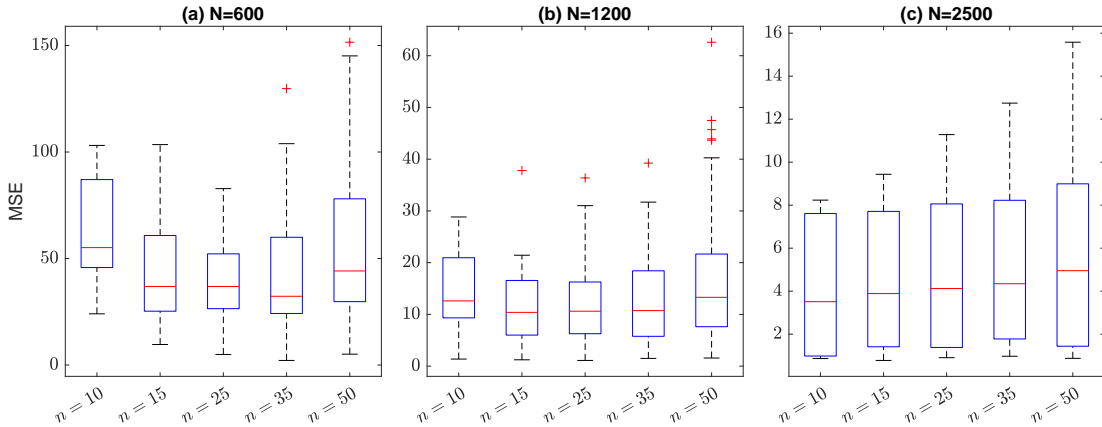 (a) N=600
(b) N=1200
(c) N=2500
MSE
150
100
50
0
n = 10
n = 15
n = 25
n = 35
n = 50
60
50
40
30
20
10
0
n = 10
n = 15
n = 25
n = 35
n = 50
16
14
12
10
8
6
4
2
n = 10
n = 15
n = 25
n = 35
n = 50